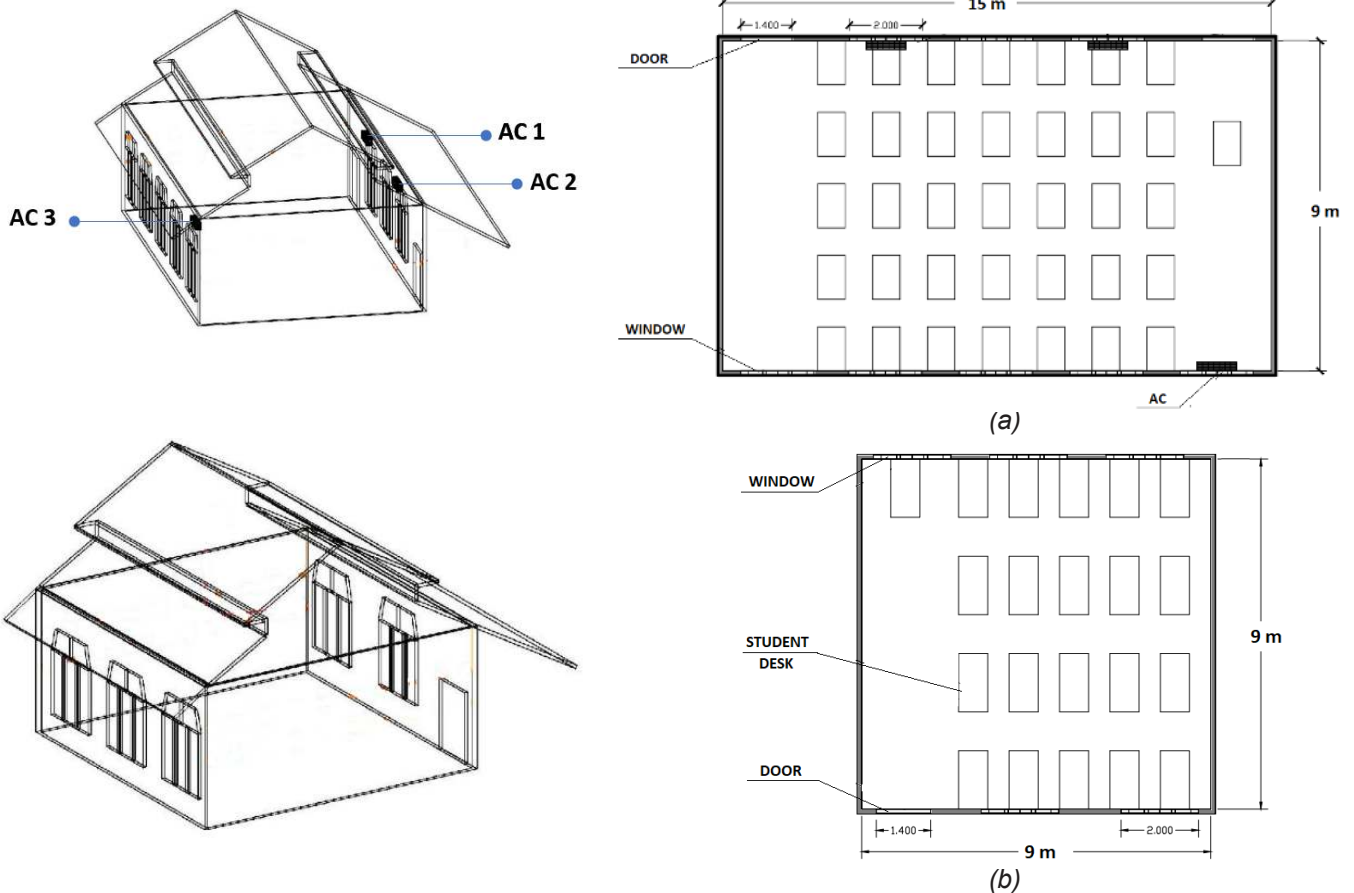 AC 1
AC 2
AC 3
15 m
1.400
2.000
DOOR
9 m
WINDOW
AC
(a)
WINDOW
STUDENT
DESK
9 m
DOOR
1.400
2.000
9 m
(b)